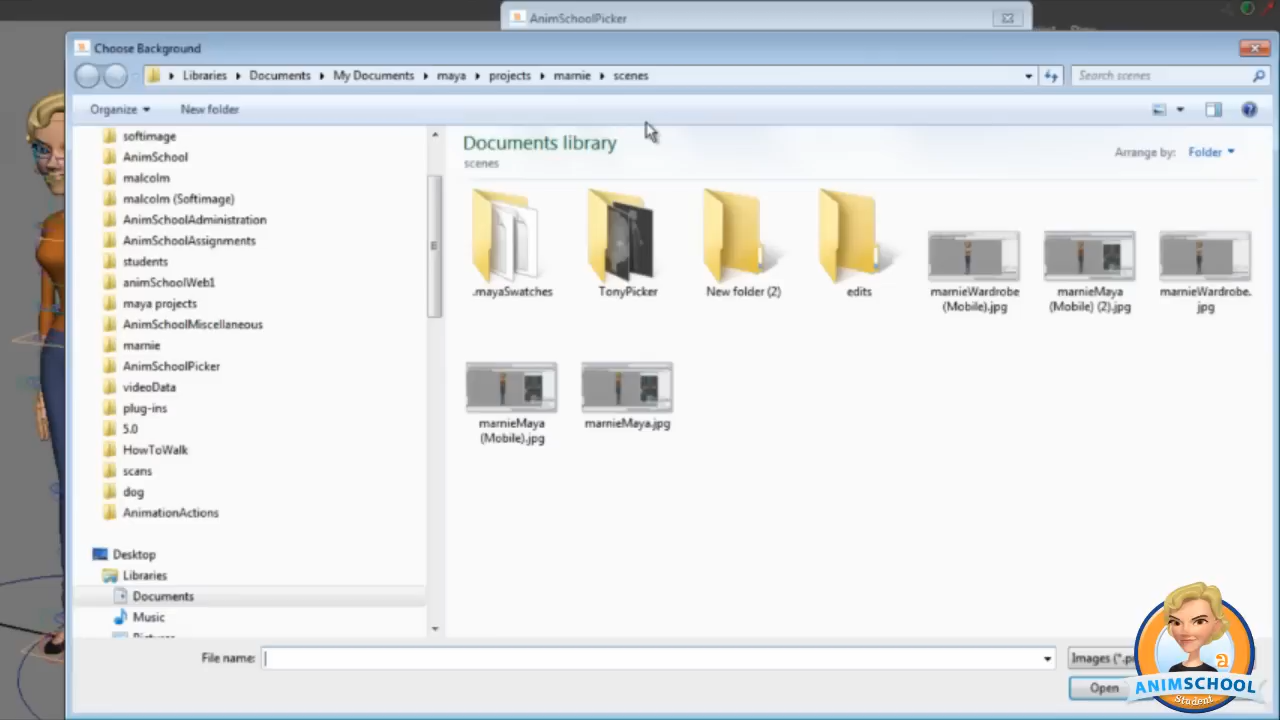 AnimSchoolPicker
Choose Background
Libraries Documents My Documents maya projects marnie scenes
Search scenes
Organize New folder
softimage
AnimSchool
malcolm
malcolm (Softimage)
AnimSchoolAdministration
AnimSchoolAssignments
students
animSchoolWeb1
maya projects
AnimSchoolMiscellaneous
marnie
AnimSchoolPicker
videoData
plug-ins
5.0
HowToWalk
scans
dog
AnimationActions
Desktop
Libraries
Documents
Music
Pictures
Documents library
scenes
Arrange by: Folder
.mayaSwatches
TonyPicker
New folder (2)
edits
marnieWardrobe
(Mobile).jpg
marnieMaya
(Mobile) (2).jpg
marnieWardrobe.
jpg
marnieMaya
(Mobile).jpg
marnieMaya.jpg
File name:
Images (*.p
Open
a
ANIMSCHOOL
Student